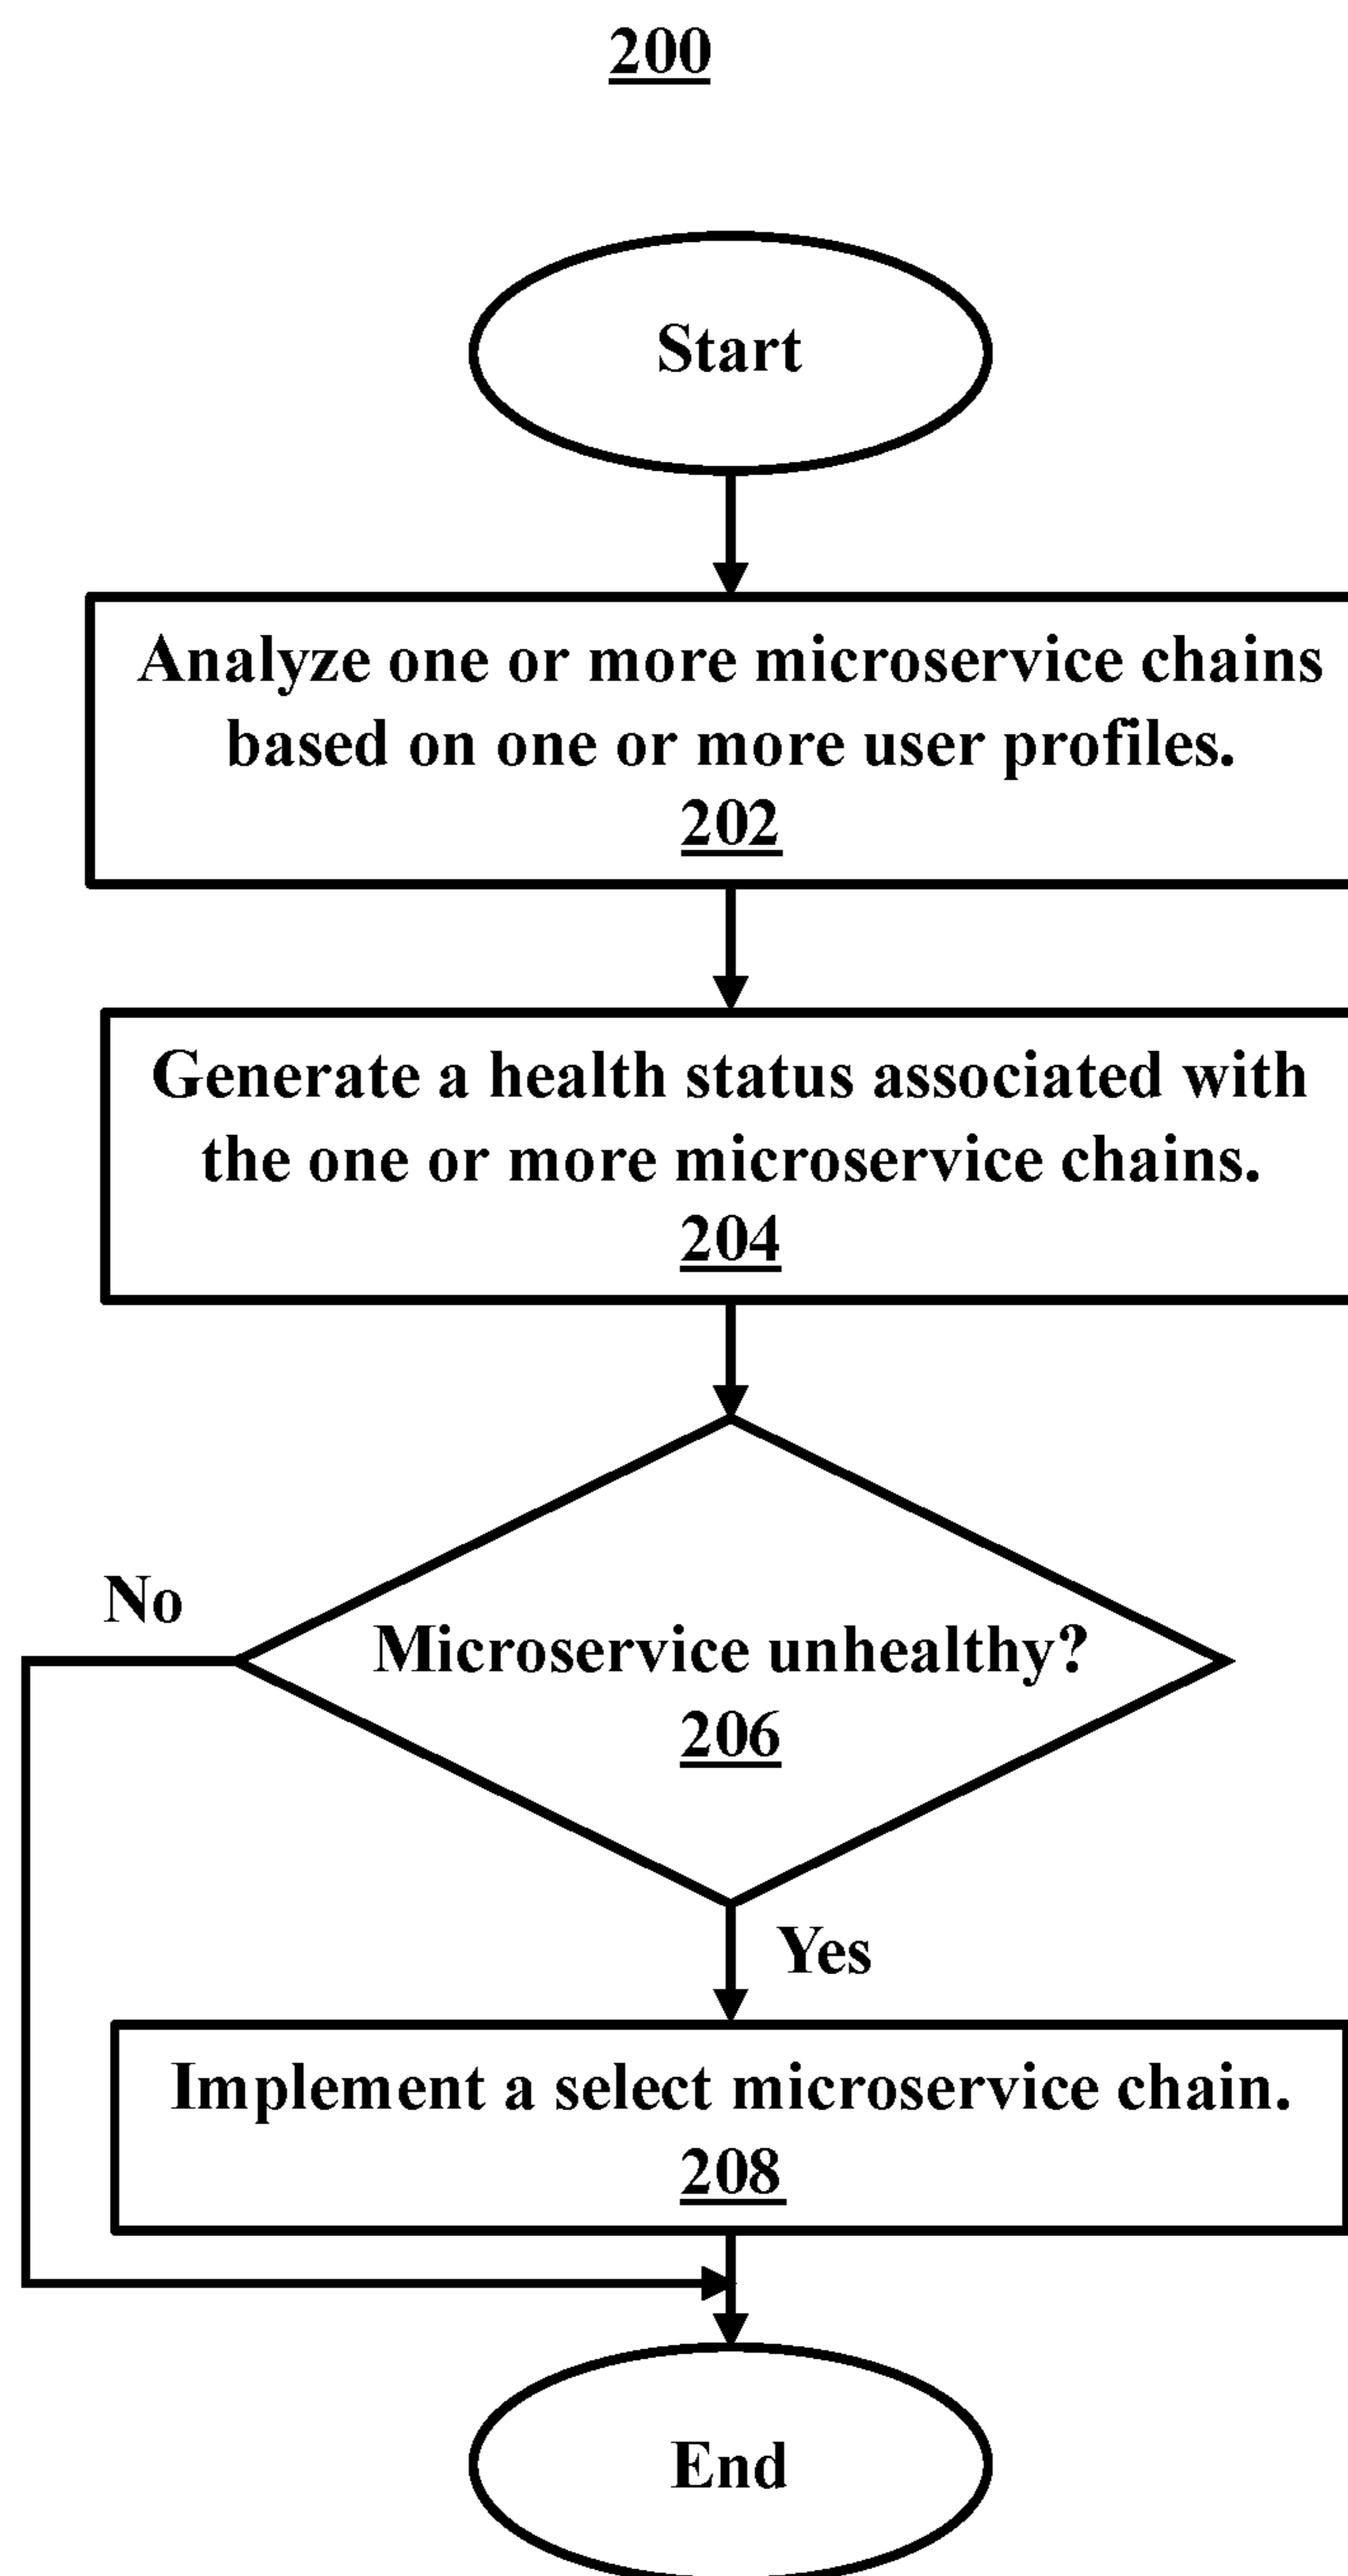 200
Start
Analyze one or more microservice chains
based on one or more user profiles.
202
Generate a health status associated with
the one or more microservice chains.
204
No
Microservice unhealthy?
206
Yes
Implement a select microservice chain.
208
End